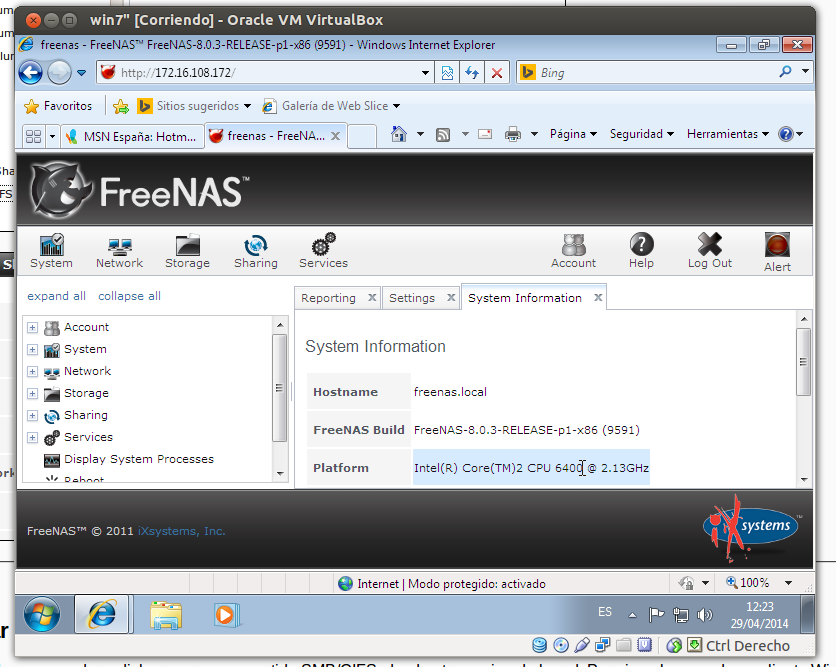 win7" [Corriendo] - Oracle VM VirtualBox
freenas - FreeNAS™ FreeNAS-8.0.3-RELEASE-p1-x86 (9591) - Windows Internet Explorer
http://172.16.108.172/
Bing
Favoritos
Sitios sugeridos
Galería de Web Slice
MSN España: Hotm...
freenas - FreeNA...
Página
Seguridad
Herramientas
FreeNAS™
System
Network
Storage
Sharing
Services
Account
Help
Log Out
Alert
expand all
collapse all
Reporting
Settings
System Information
Account
System
Network
Storage
Sharing
Services
Display System Processes
Reboot
System Information
Hostname
freenas.local
FreeNAS Build
FreeNAS-8.0.3-RELEASE-p1-x86 (9591)
Platform
Intel(R) Core(TM)2 CPU 6400 @ 2.13GHz
FreeNAS™ © 2011 iXsystems, Inc.
iXsystems™
Internet | Modo protegido: activado
100%
ES
12:23
29/04/2014
Ctrl Derecho